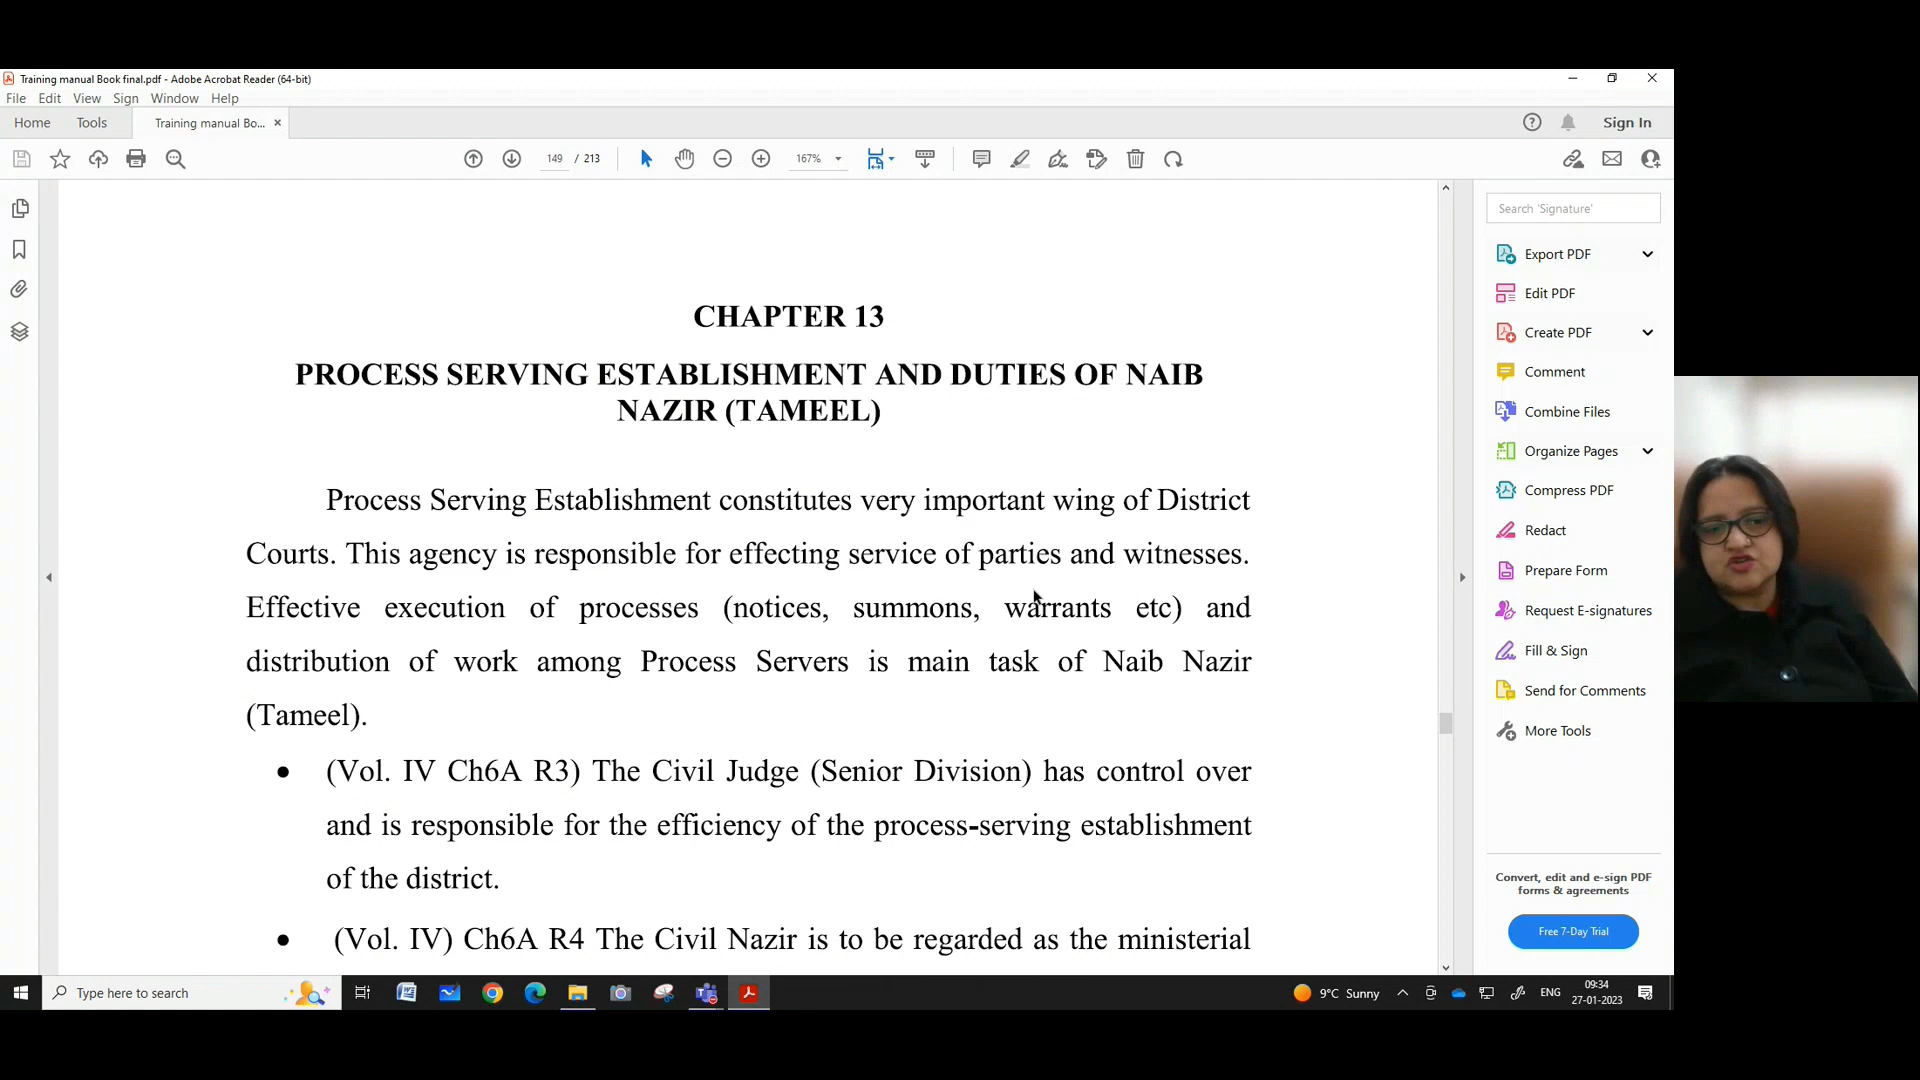 Training manual Book final.pdf - Adobe Acrobat Reader (64-bit)
File Edit View Sign Window Help
Home Tools Training manual Bo... × Sign In
149 / 213 167%
Search 'Signature'
Export PDF
Edit PDF
Create PDF
Comment
Combine Files
Organize Pages
Compress PDF
Redact
Prepare Form
Request E-signatures
Fill & Sign
Send for Comments
More Tools
Convert, edit and e-sign PDF
forms & agreements
Free 7-Day Trial
CHAPTER 13
PROCESS SERVING ESTABLISHMENT AND DUTIES OF NAIB
NAZIR (TAMEEL)
Process Serving Establishment constitutes very important wing of District
Courts. This agency is responsible for effecting service of parties and witnesses.
Effective execution of processes (notices, summons, warrants etc) and
distribution of work among Process Servers is main task of Naib Nazir
(Tameel).
• (Vol. IV Ch6A R3) The Civil Judge (Senior Division) has control over
and is responsible for the efficiency of the process-serving establishment
of the district.
• (Vol. IV) Ch6A R4 The Civil Nazir is to be regarded as the ministerial
Type here to search
9°C Sunny
ENG
09:34
27-01-2023